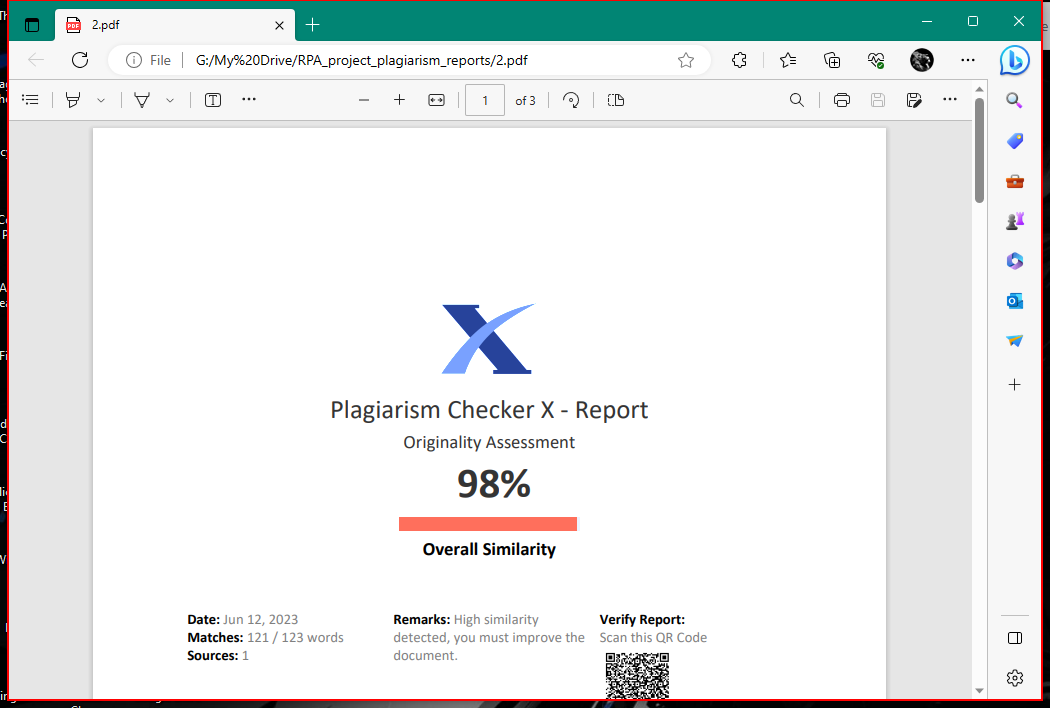 2.pdf
File
G:/My%20Drive/RPA_project_plagiarism_reports/2.pdf
1 of 3
Plagiarism Checker X - Report
Originality Assessment
98%
Overall Similarity
Date: Jun 12, 2023
Matches: 121 / 123 words
Sources: 1
Remarks: High similarity
detected, you must improve the
document.
Verify Report:
Scan this QR Code